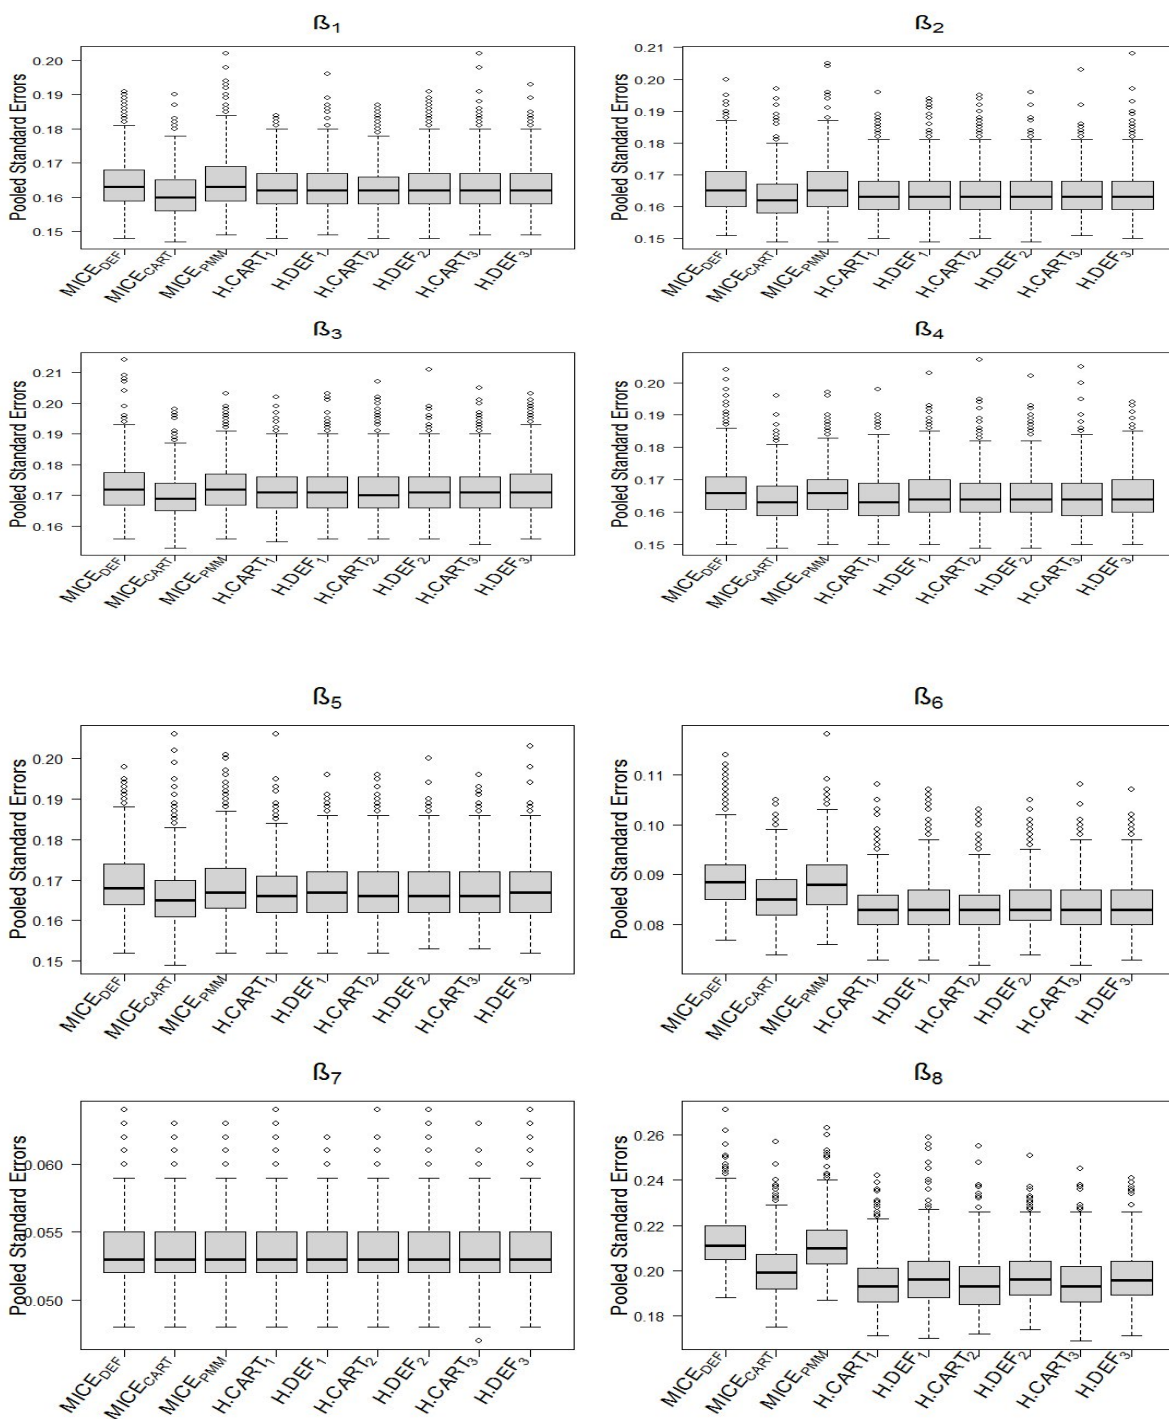 ß1
ß2
Pooled Standard Errors
0.20
0.19
0.18
0.17
0.16
0.15
MICEDEF
MICECART
MICEPMM
H.CART1
H.DEF1
H.CART2
H.DEF2
H.CART3
H.DEF3
Pooled Standard Errors
0.21
0.20
0.19
0.18
0.17
0.16
0.15
MICEDEF
MICECART
MICEPMM
H.CART1
H.DEF1
H.CART2
H.DEF2
H.CART3
H.DEF3
ß3
ß4
Pooled Standard Errors
0.21
0.20
0.19
0.18
0.17
0.16
MICEDEF
MICECART
MICEPMM
H.CART1
H.DEF1
H.CART2
H.DEF2
H.CART3
H.DEF3
Pooled Standard Errors
0.20
0.19
0.18
0.17
0.16
0.15
MICEDEF
MICECART
MICEPMM
H.CART1
H.DEF1
H.CART2
H.DEF2
H.CART3
H.DEF3
ß5
ß6
Pooled Standard Errors
0.20
0.19
0.18
0.17
0.16
0.15
MICEDEF
MICECART
MICEPMM
H.CART1
H.DEF1
H.CART2
H.DEF2
H.CART3
H.DEF3
Pooled Standard Errors
0.11
0.10
0.09
0.08
MICEDEF
MICECART
MICEPMM
H.CART1
H.DEF1
H.CART2
H.DEF2
H.CART3
H.DEF3
ß7
ß8
Pooled Standard Errors
0.060
0.055
0.050
MICEDEF
MICECART
MICEPMM
H.CART1
H.DEF1
H.CART2
H.DEF2
H.CART3
H.DEF3
Pooled Standard Errors
0.26
0.24
0.22
0.20
0.18
MICEDEF
MICECART
MICEPMM
H.CART1
H.DEF1
H.CART2
H.DEF2
H.CART3
H.DEF3